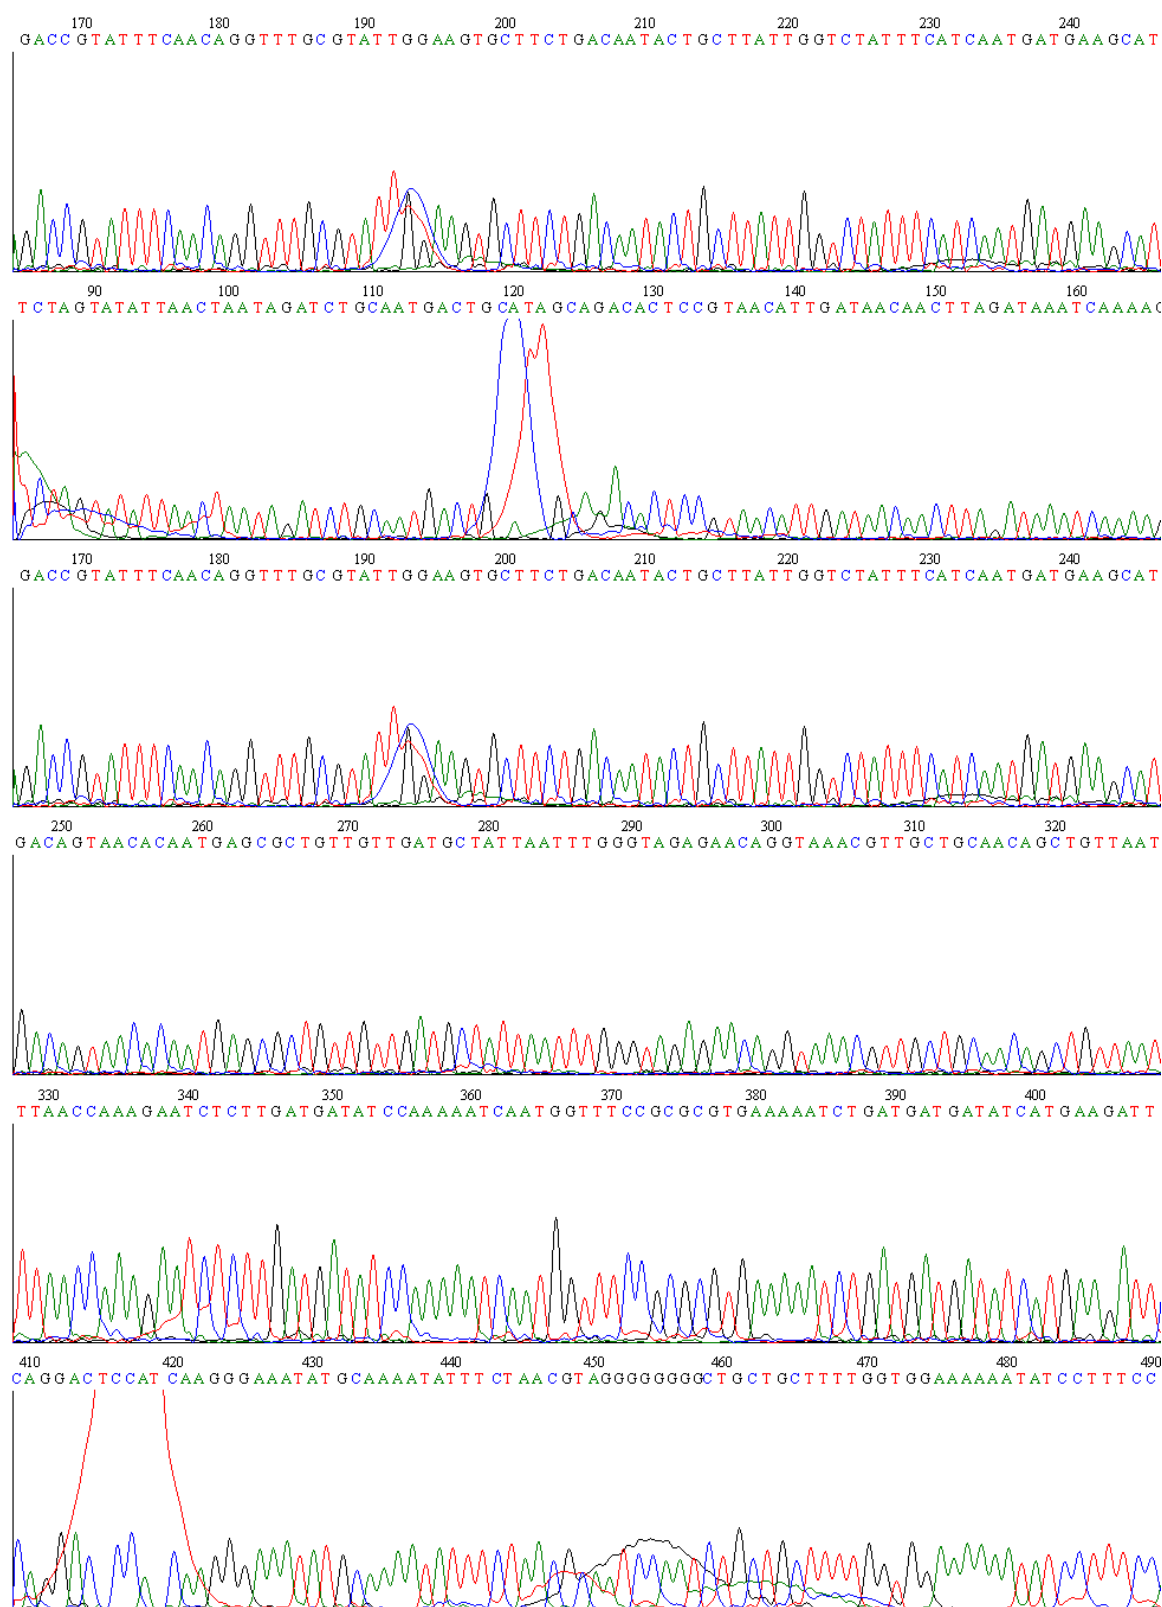 170 180 190 200 210 220 230 240
GACCGTATTTCAACAGGTTTGCGTATTGGAAGTGCTTCTGACAATACTGCTTATTGGTCTATTTCATCAATGATGAAGCAT
90 100 110 120 130 140 150 160
TCTAGTATATTAACTAATAGATCTGCAATGACTGCATAGCAGACACTCCGTAACATTGATAACAACTTAGATAAATCAAAAG
170 180 190 200 210 220 230 240
GACCGTATTTCAACAGGTTTGCGTATTGGAAGTGCTTCTGACAATACTGCTTATTGGTCTATTTCATCAATGATGAAGCAT
250 260 270 280 290 300 310 320
GACAGTAACACAATGAGCGCTGTTGTTGATGCTATTAATTTGGGTAGAGAACAGGTAAACGTTGCTGCAACAGCTGTTAAT
330 340 350 360 370 380 390 400
TTAACCAAAGAATCTCTTGATGATATCCAAAAATCAATGGTTTCCGCGCGTGAAAAATCTGATGATGATATCATGAAGATT
410 420 430 440 450 460 470 480 490
CAGGACTCCATCAAGGGAAATATGCAAAATATTTCTAACGTAGGGGGGGGCTGCTGCTTTTGGTGGAAAAAATATCCTTTCC